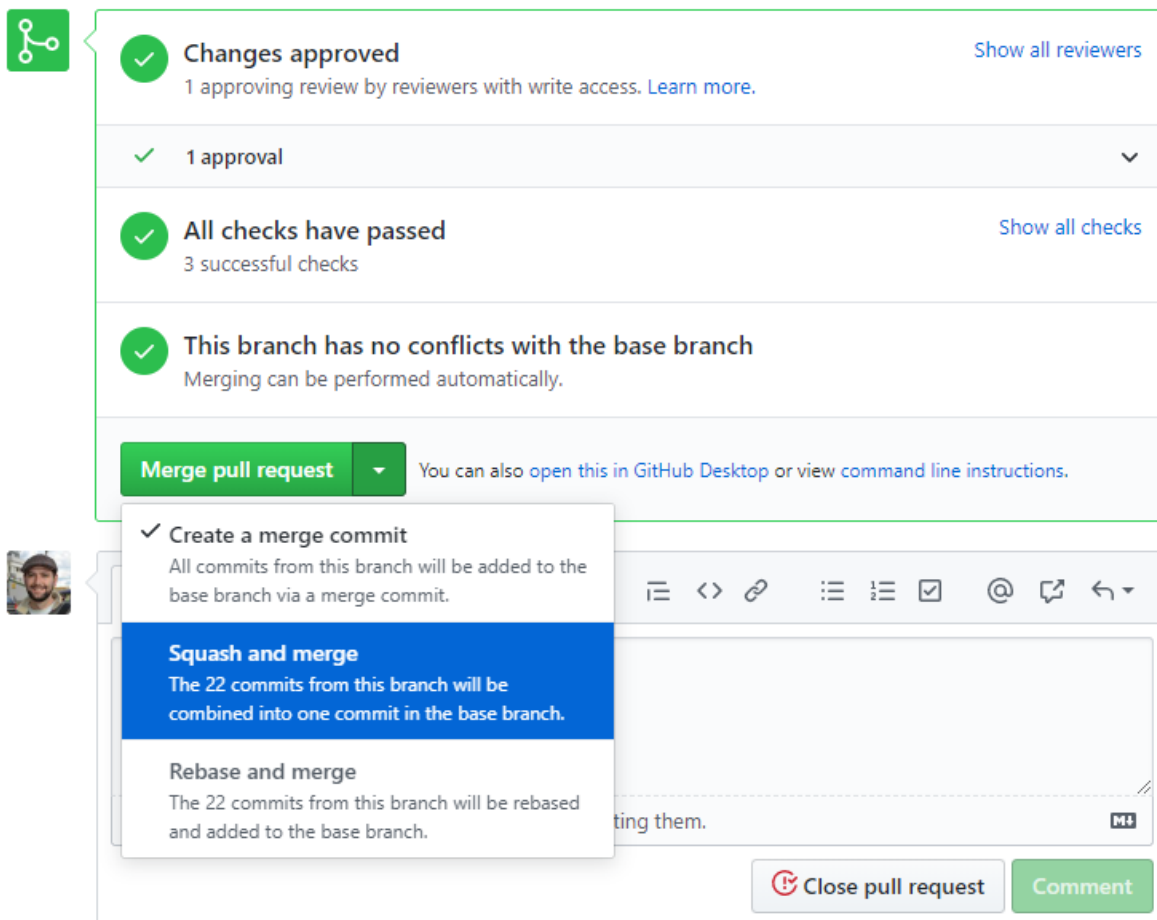 Changes approved
Show all reviewers
1 approving review by reviewers with write access. Learn more.
1 approval
All checks have passed
Show all checks
3 successful checks
This branch has no conflicts with the base branch
Merging can be performed automatically.
Merge pull request
You can also open this in GitHub Desktop or view command line instructions.
Create a merge commit
All commits from this branch will be added to the
base branch via a merge commit.
Squash and merge
The 22 commits from this branch will be
combined into one commit in the base branch.
Rebase and merge
The 22 commits from this branch will be rebased
and added to the base branch.
ting them.
Close pull request
Comment